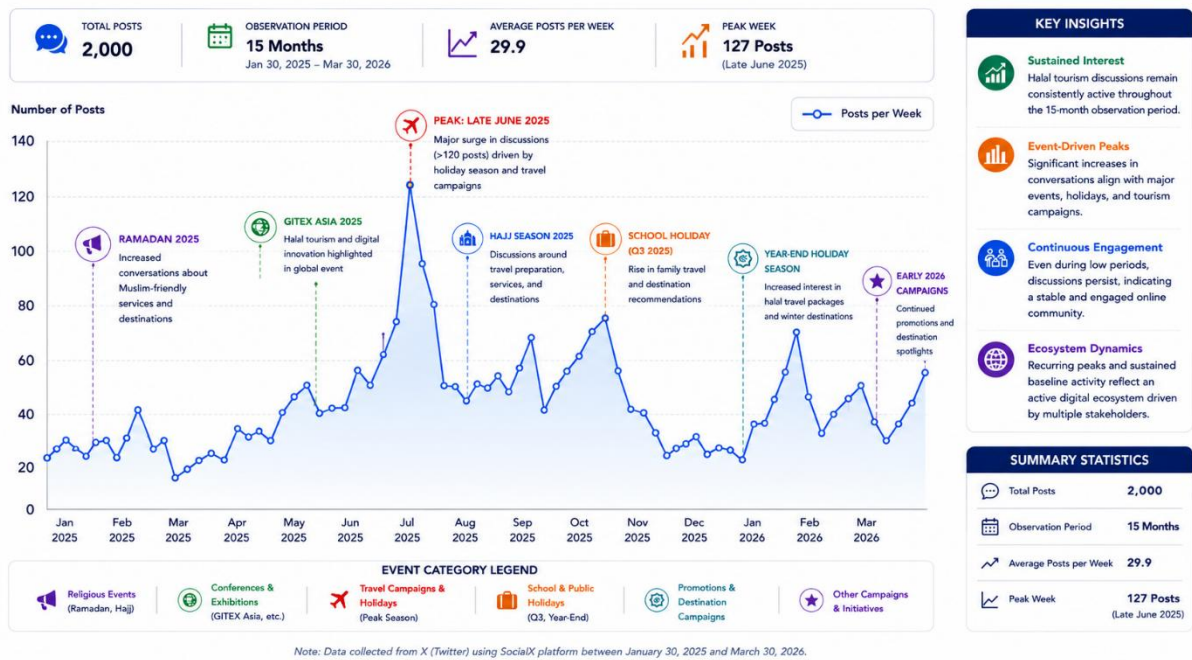 TOTAL POSTS
2,000
OBSERVATION PERIOD
15 Months
Jan 30, 2025 – Mar 30, 2026
AVERAGE POSTS PER WEEK
29.9
PEAK WEEK
127 Posts
(Late June 2025)
Number of Posts
Posts per Week
140
120
100
80
60
40
20
0
RAMADAN 2025
Increased
conversations about
Muslim-friendly
services and
destinations
GITEX ASIA 2025
Halal tourism and digital
innovation highlighted
in global event
PEAK: LATE JUNE 2025
Major surge in discussions
(>120 posts) driven by
holiday season and travel
campaigns
HAJJ SEASON 2025
Discussions around
travel preparation,
services, and
destinations
SCHOOL HOLIDAY
(Q3 2025)
Rise in family travel
and destination
recommendations
YEAR-END HOLIDAY
SEASON
Increased interest in
halal travel packages
and winter destinations
EARLY 2026
CAMPAIGNS
Continued
promotions and
destination
spotlights
Jan
2025
Feb
2025
Mar
2025
Apr
2025
May
2025
Jun
2025
Jul
2025
Aug
2025
Sep
2025
Oct
2025
Nov
2025
Dec
2025
Jan
2026
Feb
2026
Mar
2026
EVENT CATEGORY LEGEND
Religious Events
(Ramadan, Hajj)
Conferences &
Exhibitions
(GITEX Asia, etc.)
Travel Campaigns &
Holidays
(Peak Season)
School & Public
Holidays
(Q3, Year-End)
Promotions &
Destination
Campaigns
Other Campaigns
& Initiatives
Note: Data collected from X (Twitter) using SocialX platform between January 30, 2025 and March 30, 2026.
KEY INSIGHTS
Sustained Interest
Halal tourism discussions remain
consistently active throughout
the 15-month observation period.
Event-Driven Peaks
Significant increases in
conversations align with major
events, holidays, and tourism
campaigns.
Continuous Engagement
Even during low periods,
discussions persist, indicating
a stable and engaged online
community.
Ecosystem Dynamics
Recurring peaks and sustained
baseline activity reflect an
active digital ecosystem driven
by multiple stakeholders.
SUMMARY STATISTICS
Total Posts 2,000
Observation Period 15 Months
Average Posts per Week 29.9
Peak Week 127 Posts
(Late June 2025)